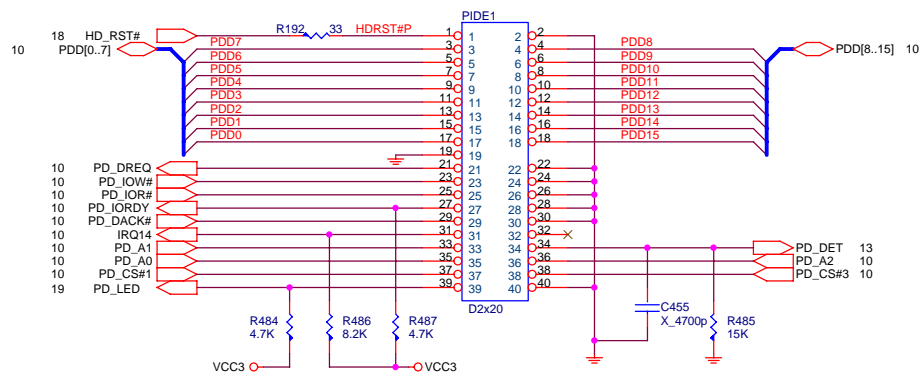 PIDE1
18 HD_RST# R192 33 HDRST#P 1 1 2 2
10 PDD[0..7] PDD7 3 3 4 4 PDD8 PDD[8..15] 10
PDD6 5 5 6 6 PDD9
PDD5 7 7 8 8 PDD10
PDD4 9 9 10 10 PDD11
PDD3 11 11 12 12 PDD12
PDD2 13 13 14 14 PDD13
PDD1 15 15 16 16 PDD14
PDD0 17 17 18 18 PDD15
19 19
10 PD_DREQ 21 21 22 22
10 PD_IOW# 23 23 24 24
10 PD_IOR# 25 25 26 26
10 PD_IORDY 27 27 28 28
10 PD_DACK# 29 29 30 30
10 IRQ14 31 31 32 32
10 PD_A1 33 33 34 34 PD_DET 13
10 PD_A0 35 35 36 36 PD_A2 10
10 PD_CS#1 37 37 38 38 PD_CS#3 10
19 PD_LED 39 39 40 40
D2x20
R484 R486 R487 C455 R485
4.7K 8.2K 4.7K X_4700p 15K
VCC3 VCC3